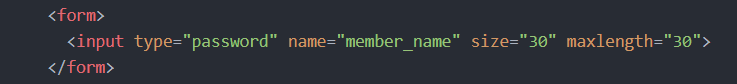 <form>
<input type="password" name="member_name" size="30" maxlength="30">
</form>